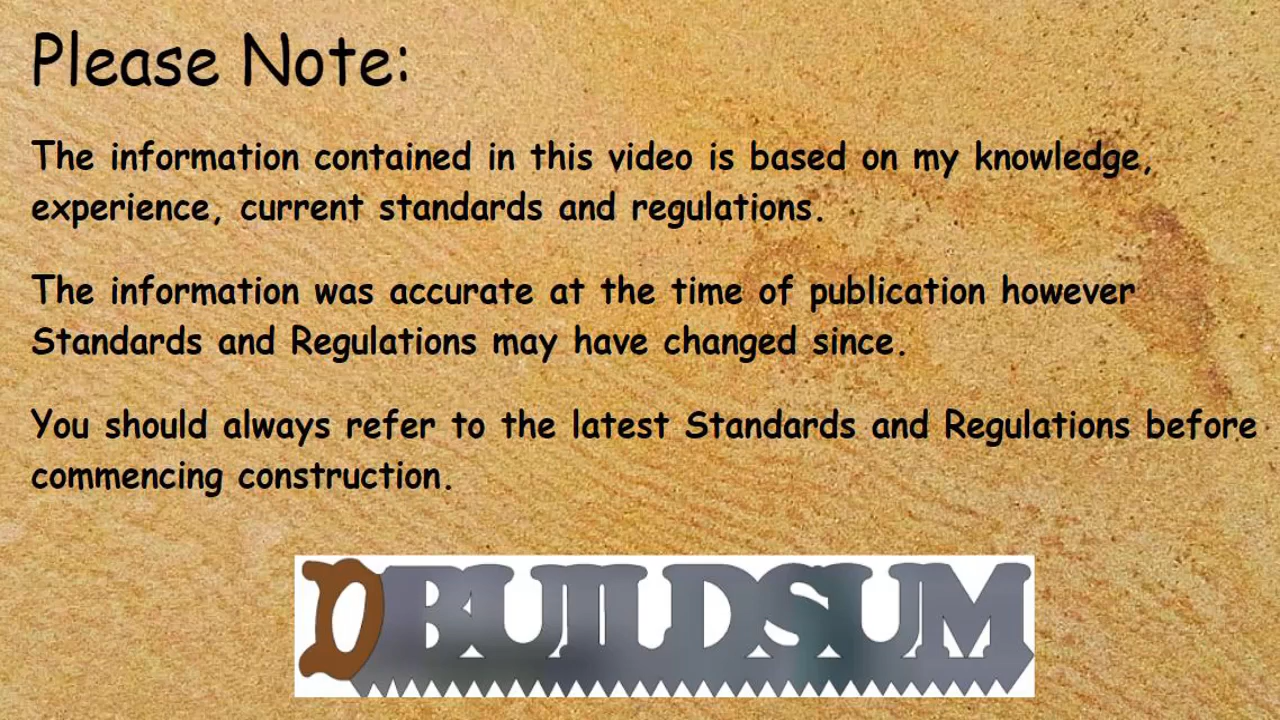 Please Note:
The information contained in this video is based on my knowledge,
experience, current standards and regulations.
The information was accurate at the time of publication however
Standards and Regulations may have changed since.
You should always refer to the latest Standards and Regulations before
commencing construction.
BUILDSUM